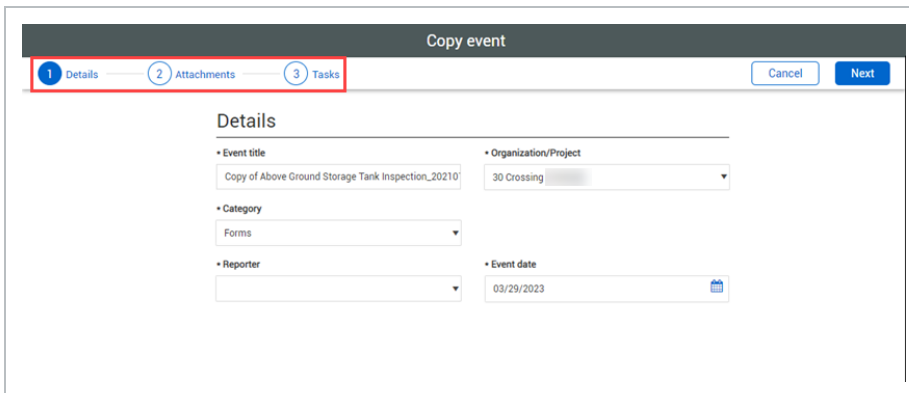 Copy event
1 Details 2 Attachments 3 Tasks Cancel Next
Details
• Event title • Organization/Project
Copy of Above Ground Storage Tank Inspection_20210 30 Crossing
• Category
Forms
• Reporter • Event date
03/29/2023